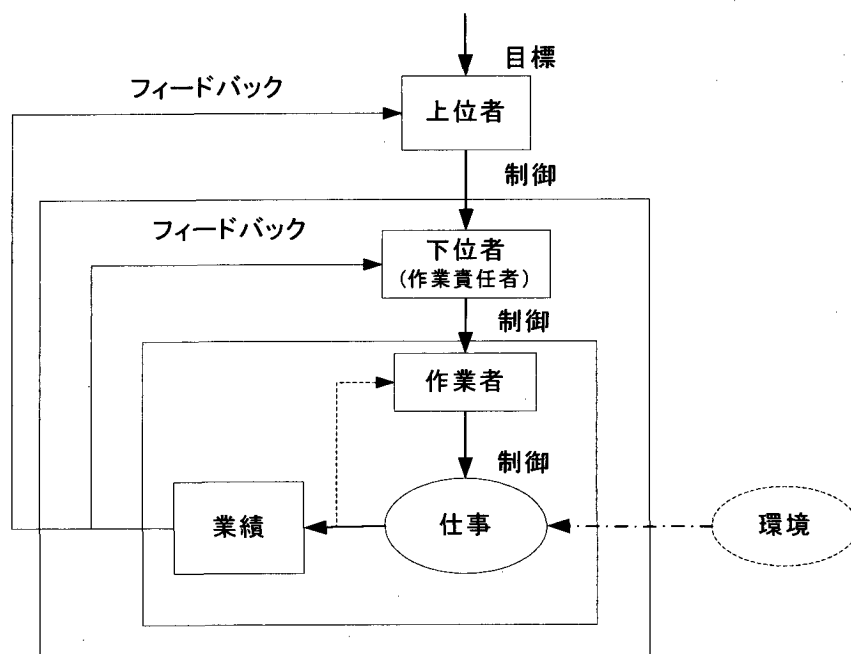 目標
フィードバック
上位者
制御
フィードバック
下位者
(作業責任者)
制御
作業者
制御
業績
仕事
環境